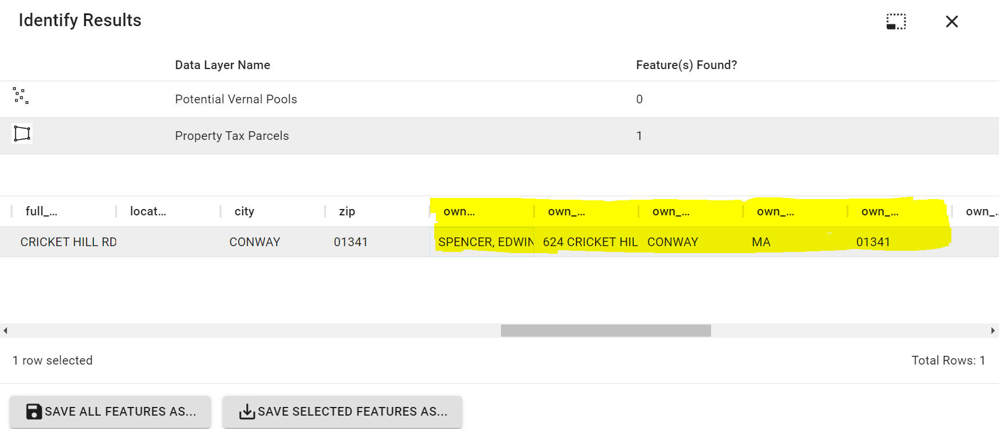 Identify Results
Data Layer Name Feature(s) Found?
Potential Vernal Pools 0
Property Tax Parcels 1
full_... locat... city zip own... own_... own_... own_... own_... own_...
CRICKET HILL RD CONWAY 01341 SPENCER, EDWIN 624 CRICKET HIL CONWAY MA 01341
1 row selected Total Rows: 1
SAVE ALL FEATURES AS... SAVE SELECTED FEATURES AS...